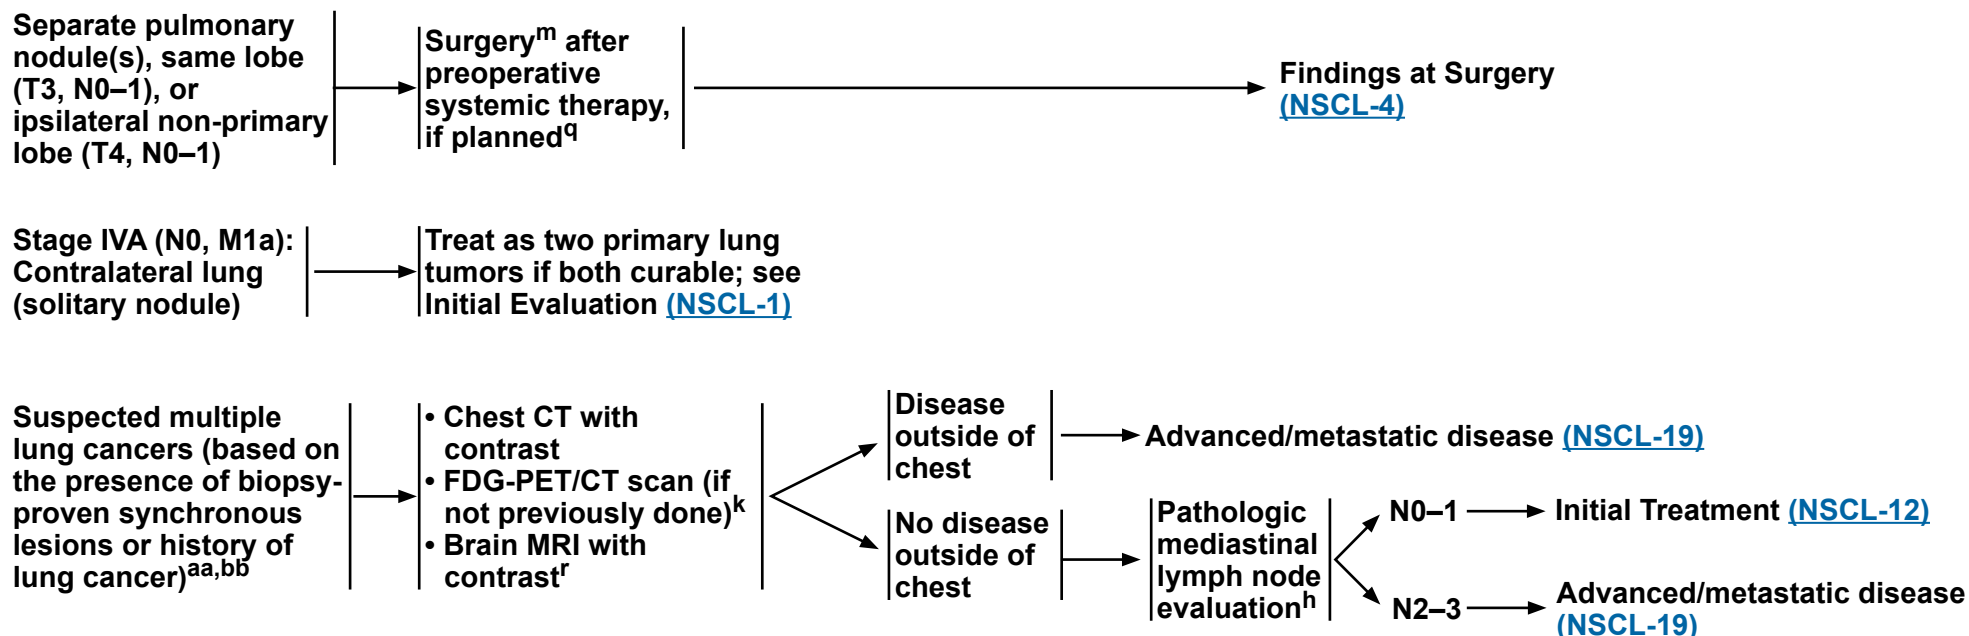 Separate pulmonary
nodule(s), same lobe
(T3, N0–1), or
ipsilateral non-primary
lobe (T4, N0–1)
Surgerym after
preoperative
systemic therapy,
if plannedq
Findings at Surgery
(NSCL-4)
Stage IVA (N0, M1a):
Contralateral lung
(solitary nodule)
Treat as two primary lung
tumors if both curable; see
Initial Evaluation (NSCL-1)
Suspected multiple
lung cancers (based on
the presence of biopsy-
proven synchronous
lesions or history of
lung cancer)aa,bb
• Chest CT with
contrast
• FDG-PET/CT scan (if
not previously done)k
• Brain MRI with
contrastr
Disease
outside of
chest
Advanced/metastatic disease (NSCL-19)
No disease
outside of
chest
Pathologic
mediastinal
lymph node
evaluationh
N0–1
Initial Treatment (NSCL-12)
N2–3
Advanced/metastatic disease
(NSCL-19)